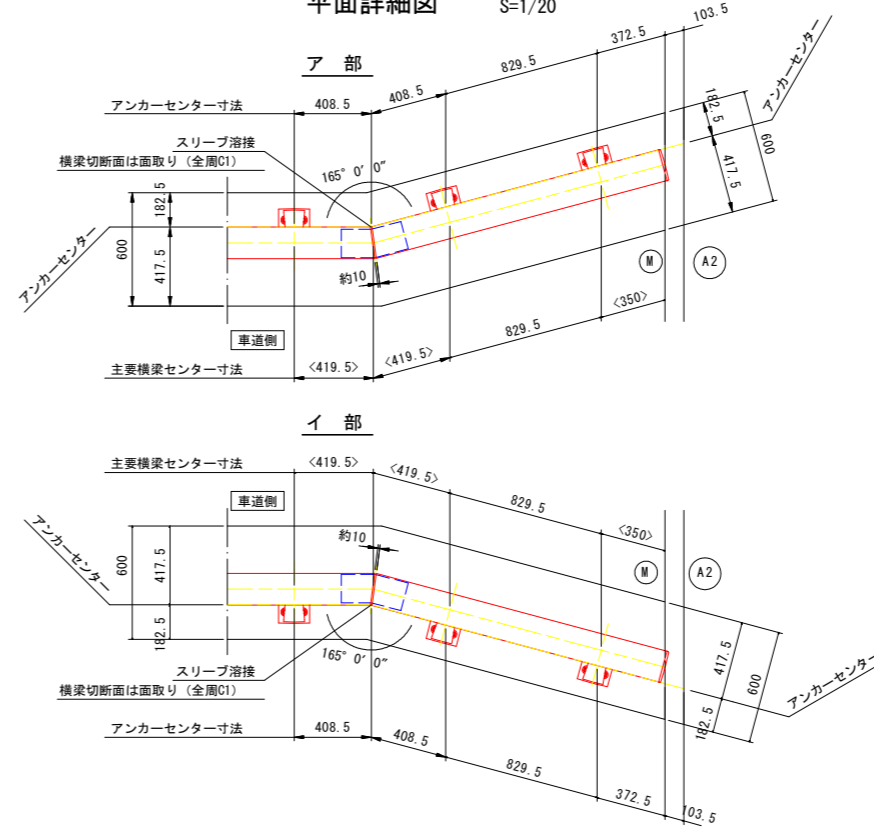 平面詳細図 S=1/20
ア 部
アンカーセンター寸法
408.5
408.5
829.5
372.5
103.5
アンカーセンター
182.5
417.5
600
スリーブ溶接
横梁切断面は面取り (全周C1)
165° 0′ 0″
182.5
417.5
600
アンカーセンター
約10
M
A2
車道側
主要横梁センター寸法
<419.5>
<419.5>
829.5
<350>
イ 部
主要横梁センター寸法
<419.5>
<419.5>
829.5
<350>
車道側
アンカーセンター
約10
600
417.5
182.5
M
A2
165° 0′ 0″
スリーブ溶接
横梁切断面は面取り (全周C1)
417.5
182.5
600
アンカーセンター
アンカーセンター寸法
408.5
408.5
829.5
372.5
103.5